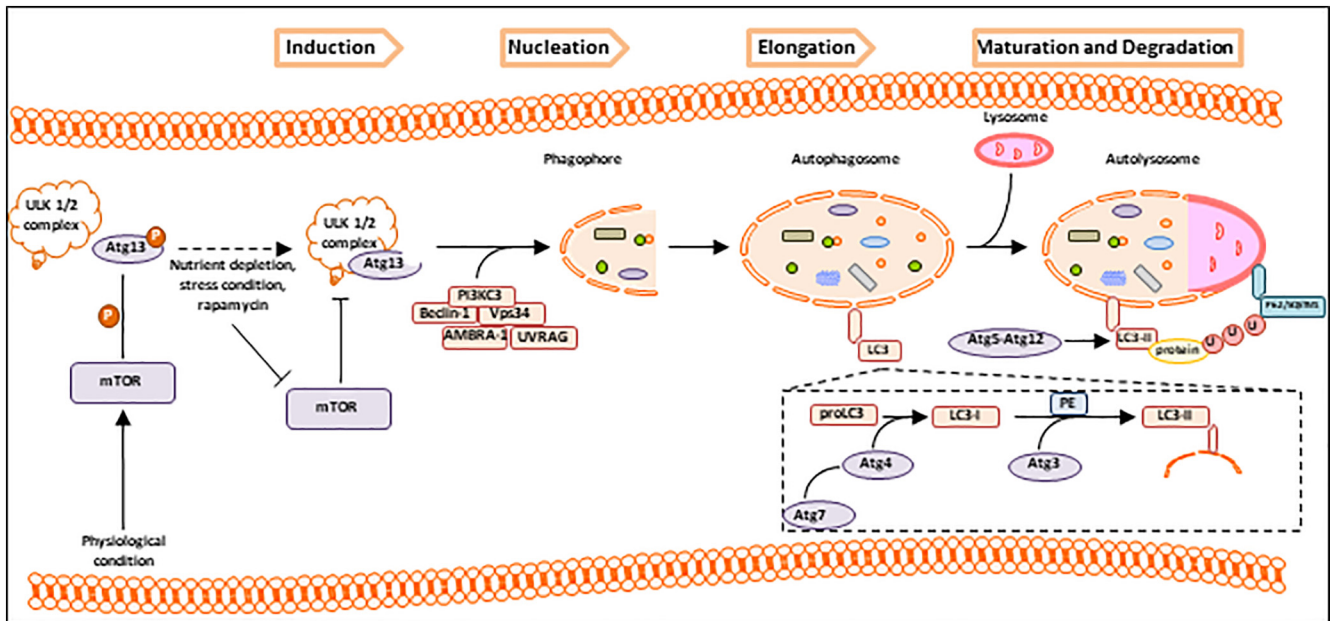 Induction
Nucleation
Elongation
Maturation and Degradation
Lysosome
Phagophore
Autophagosome
Autolysosome
ULK 1/2
complex
Atg13
P
P
mTOR
Physiological
condition
Nutrient depletion,
stress condition,
rapamycin
ULK 1/2
complex
Atg13
mTOR
PI3KC3
Beclin-1
Vps34
AMBRA-1
UVRAG
LC3
Atg5-Atg12
LC3-II
protein
U
U
U
proLC3
LC3-I
PE
LC3-II
Atg4
Atg3
Atg7